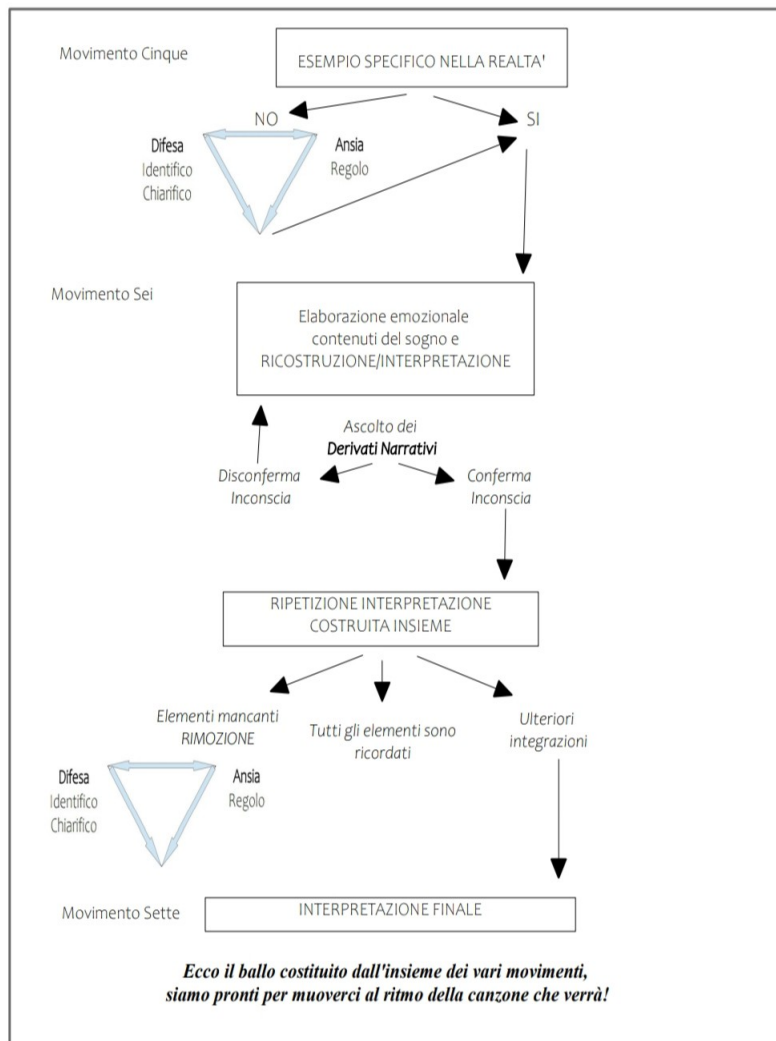 Movimento Cinque
ESEMPIO SPECIFICO NELLA REALTA'
NO
SI
Difesa
Identifico
Chiarifico
Ansia
Regolo
Movimento Sei
Elaborazione emozionale
contenuti del sogno e
RICOSTRUZIONE/INTERPRETAZIONE
Ascolto dei
Derivati Narrativi
Disconferma
Inconscia
Conferma
Inconscia
RIPETIZIONE INTERPRETAZIONE
COSTRUITA INSIEME
Elementi mancanti
RIMOZIONE
Tutti gli elementi sono
ricordati
Ulteriori
integrazioni
Difesa
Identifico
Chiarifico
Ansia
Regolo
Movimento Sette
INTERPRETAZIONE FINALE
Ecco il ballo costituito dall'insieme dei vari movimenti,
siamo pronti per muoverci al ritmo della canzone che verrà!